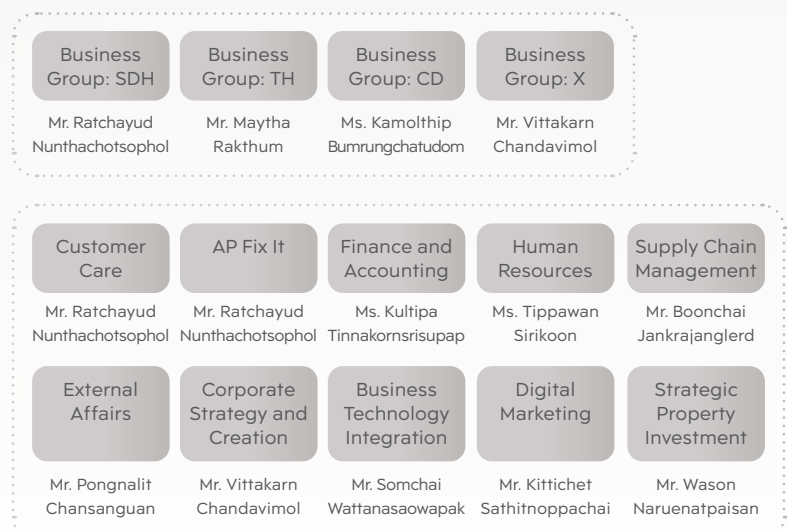 Business
Group: SDH
Mr. Ratchayud
Nunthachotsophol
Business
Group: TH
Mr. Maytha
Rakthum
Business
Group: CD
Ms. Kamolthip
Bumrungchatudom
Business
Group: X
Mr. Vittakarn
Chandavimol
Customer
Care
Mr. Ratchayud
Nunthachotsophol
AP Fix It
Mr. Ratchayud
Nunthachotsophol
Finance and
Accounting
Ms. Kultipa
Tinnakornsrisupap
Human
Resources
Ms. Tippawan
Sirikoon
Supply Chain
Management
Mr. Boonchai
Jankrajanglerd
External
Affairs
Mr. Pongnalit
Chansanguan
Corporate
Strategy and
Creation
Mr. Vittakarn
Chandavimol
Business
Technology
Integration
Mr. Somchai
Wattanasaowapak
Digital
Marketing
Mr. Kittichet
Sathitnoppachai
Strategic
Property
Investment
Mr. Wason
Naruenatpaisan